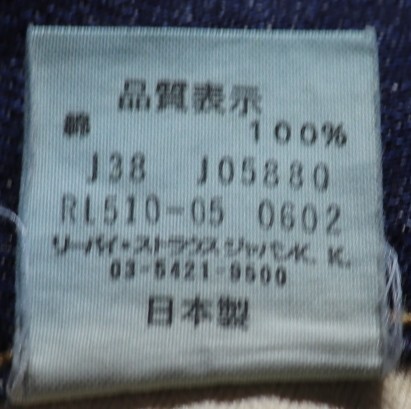 品質表示
綿 100%
J38 J05880
RL510-05 0602
リーバイ・ストラウス ジャパンK. K.
03-5421-9500
日本製